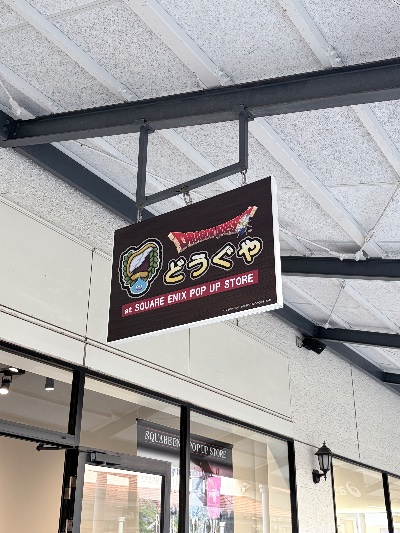 DRAGON QUEST
どうぐや
at SQUARE ENIX POP UP STORE
SQUARE ENIX POP UP STORE